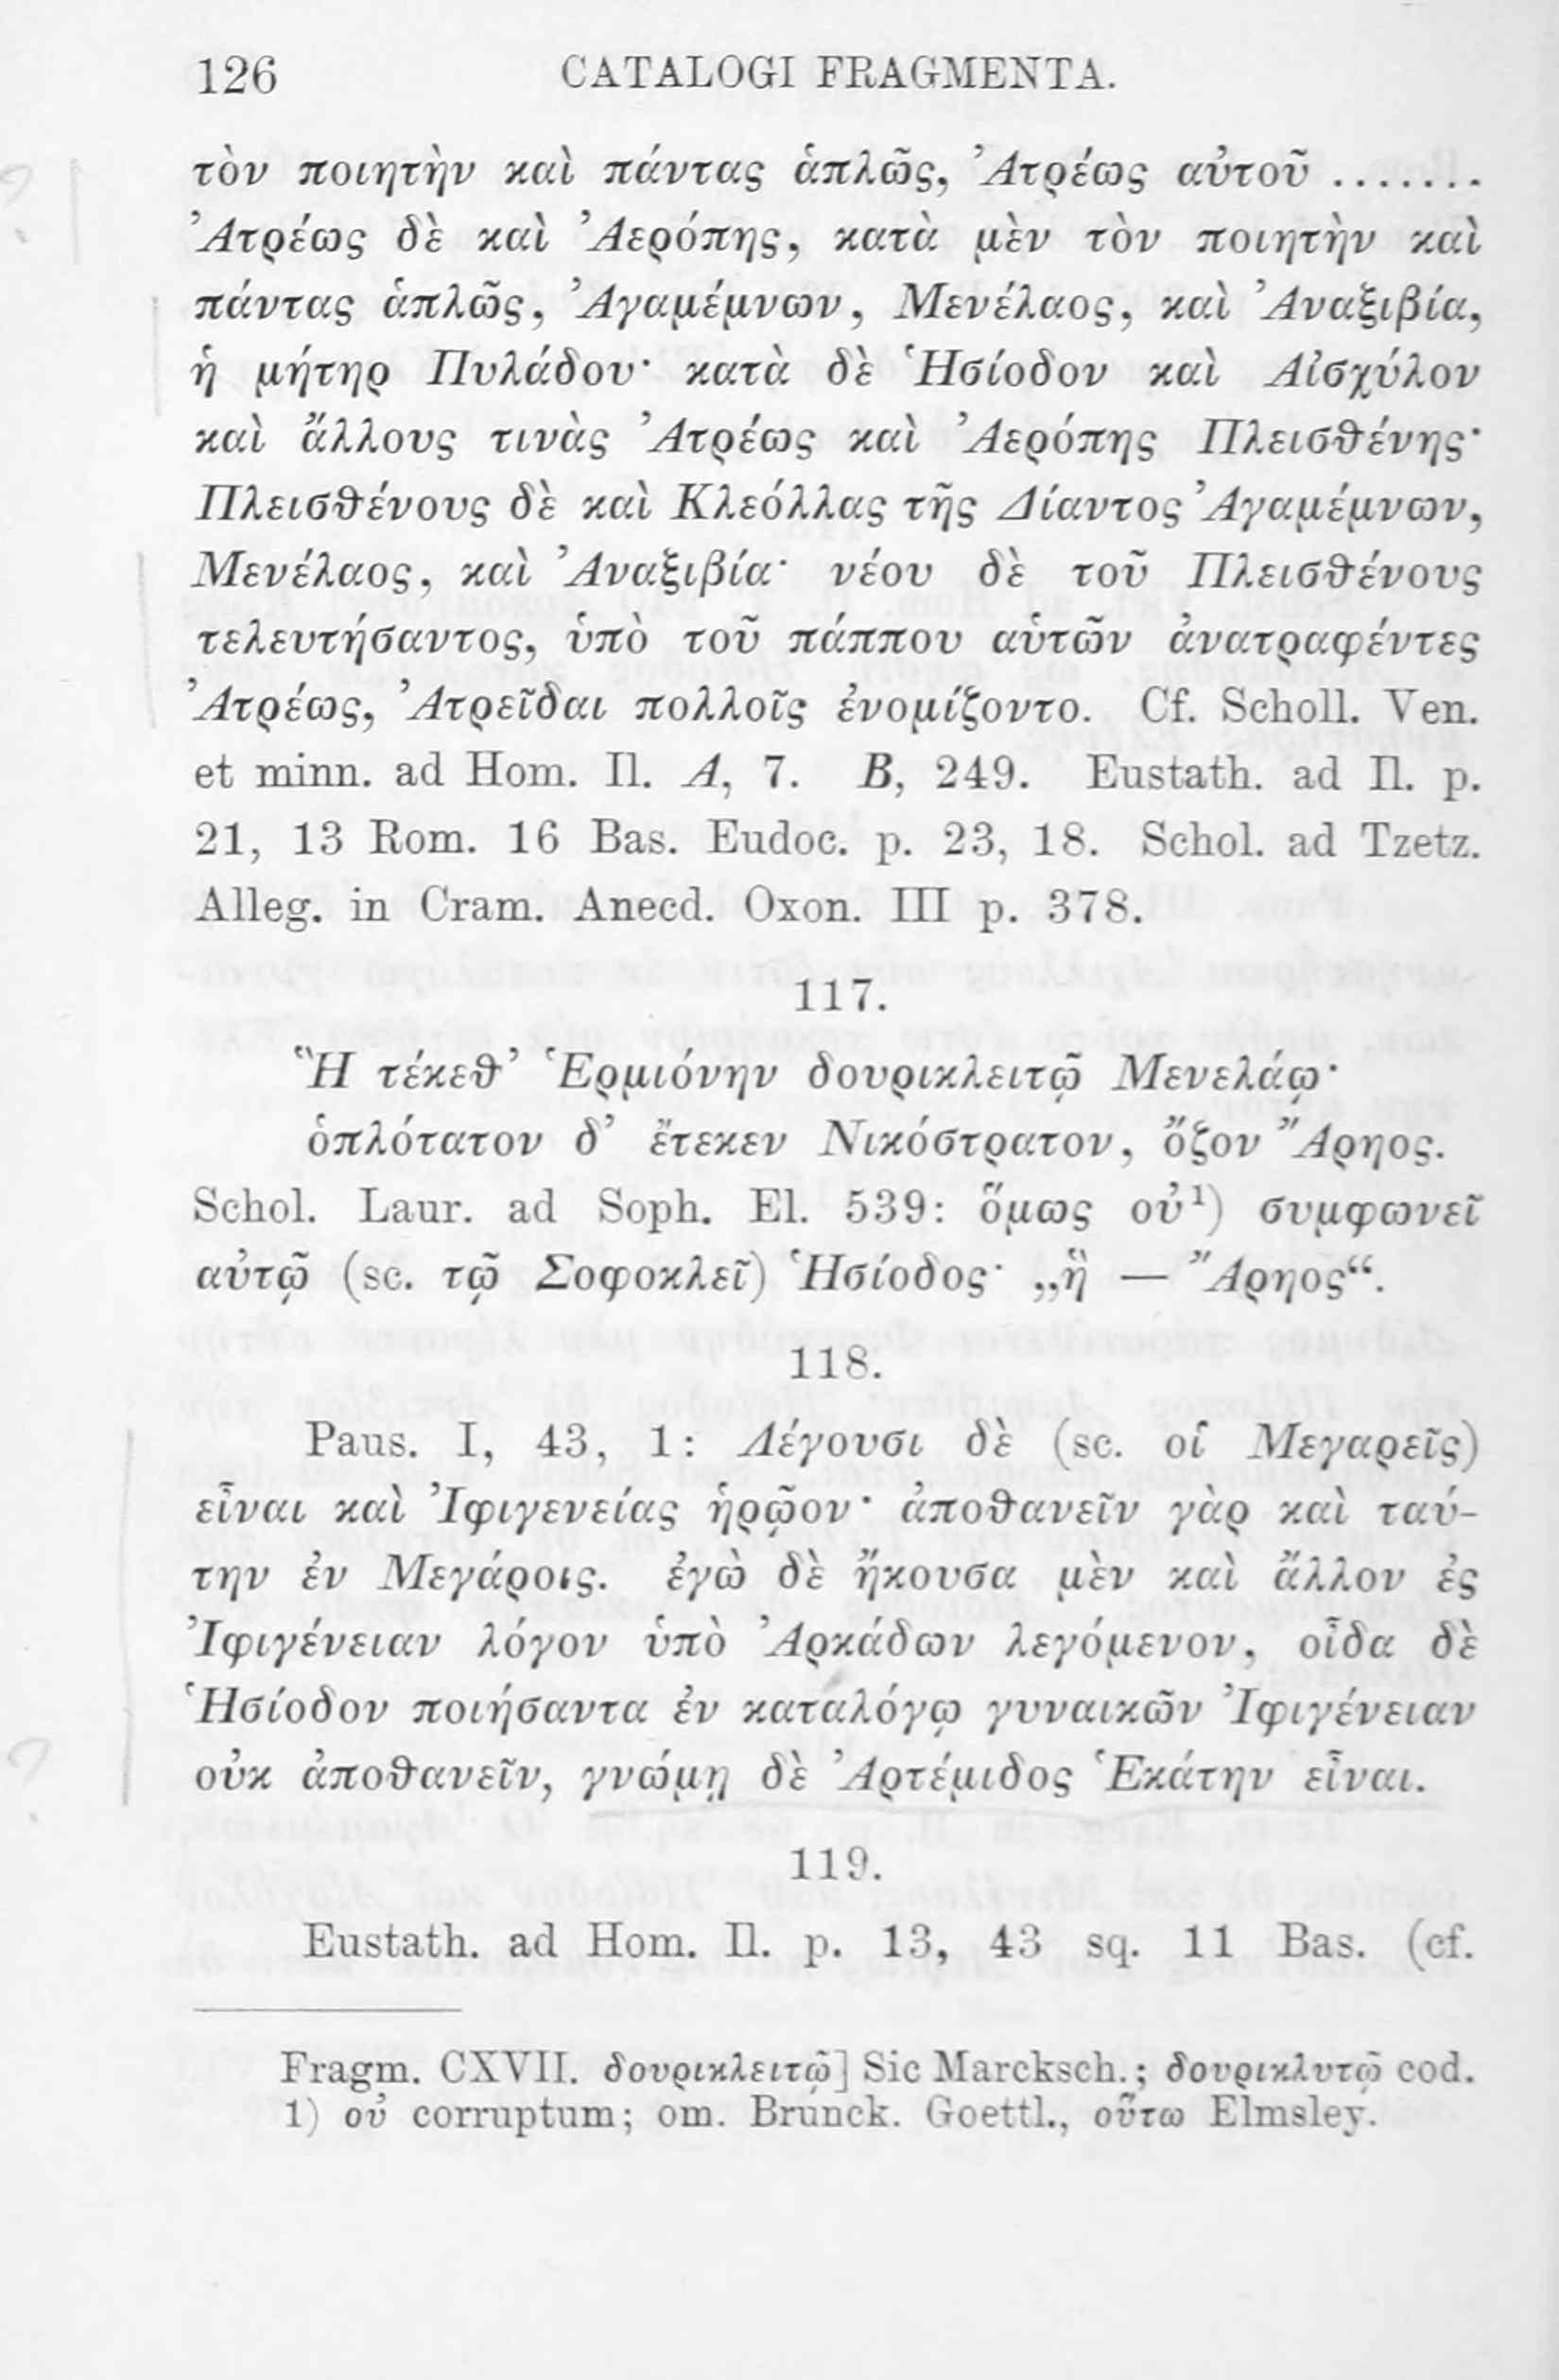 126 CATALOGI FRAGMENTA.
τὸν ποιητὴν καὶ πάντας ἁπλῶς, Ἀτρέως αὐτοῦ .......
Ἀτρέως δὲ καὶ Ἀερόπης, κατὰ μὲν τὸν ποιητὴν καὶ
πάντας ἁπλῶς, Ἀγαμέμνων, Μενέλαος, καὶ Ἀναξιβία,
ἡ μήτηρ Πυλάδου· κατὰ δὲ Ἡσίοδον καὶ Αἰσχύλον
καὶ ἄλλους τινὰς Ἀτρέως καὶ Ἀερόπης Πλεισθένης·
Πλεισθένους δὲ καὶ Κλεόλλας τῆς Δίαντος Ἀγαμέμνων,
Μενέλαος, καὶ Ἀναξιβία· νέου δὲ τοῦ Πλεισθένους
τελευτήσαντος, ὑπὸ τοῦ πάππου αὐτῶν ἀνατραφέντες
Ἀτρέως, Ἀτρεῖδαι πολλοῖς ἐνομίζοντο. Cf. Scholl. Ven.
et minn. ad Hom. Il. Α, 7. Β, 249. Eustath. ad Il. p.
21, 13 Rom. 16 Bas. Eudoc. p. 23, 18. Schol. ad Tzetz.
Alleg. in Cram. Anecd. Oxon. III p. 378.
117.
Ἣ τέκεθ’ Ἑρμιόνην δουρικλειτῷ Μενελάῳ·
ὁπλότατον δ’ ἔτεκεν Νικόστρατον, ὄζον Ἄρηος.
Schol. Laur. ad Soph. El. 539: ὅμως οὐ¹) συμφωνεῖ
αὐτῷ (sc. τῷ Σοφοκλεῖ) Ἡσίοδος· „ἣ — Ἄρηος“.
118.
Paus. I, 43, 1: Λέγουσι δὲ (sc. οἱ Μεγαρεῖς)
εἶναι καὶ Ἰφιγενείας ἡρῷον· ἀποθανεῖν γὰρ καὶ ταύ-
την ἐν Μεγάροις. ἐγὼ δὲ ἤκουσα μὲν καὶ ἄλλον ἐς
Ἰφιγένειαν λόγον ὑπὸ Ἀρκάδων λεγόμενον, οἶδα δὲ
Ἡσίοδον ποιήσαντα ἐν καταλόγῳ γυναικῶν Ἰφιγένειαν
οὐκ ἀποθανεῖν, γνώμῃ δὲ Ἀρτέμιδος Ἑκάτην εἶναι.
119.
Eustath. ad Hom. Il. p. 13, 43 sq. 11 Bas. (cf.
Fragm. CXVII. δουρικλειτῷ] Sic Marcksch.; δουρικλυτῷ cod.
1) οὐ corruptum; om. Brunck. Goettl., οὕτω Elmsley.